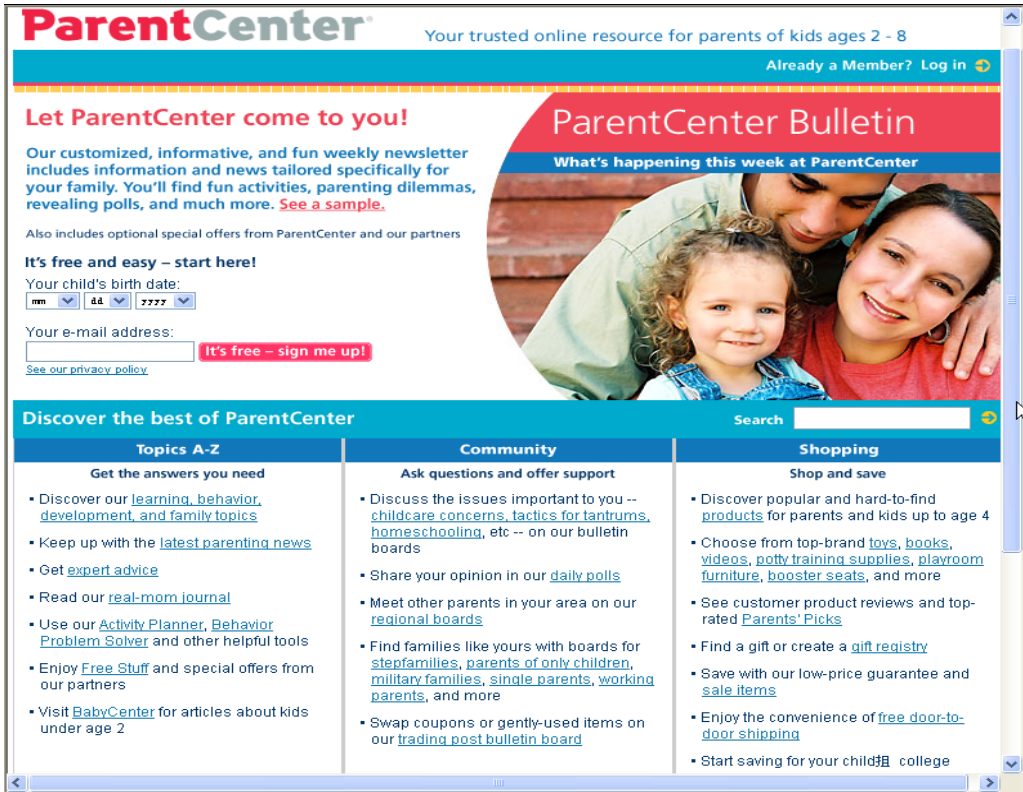 ParentCenter
Your trusted online resource for parents of kids ages 2 - 8
Already a Member? Log in
Let ParentCenter come to you!
Our customized, informative, and fun weekly newsletter
includes information and news tailored specifically for
your family. You'll find fun activities, parenting dilemmas,
revealing polls, and much more. See a sample.
Also includes optional special offers from ParentCenter and our partners
It's free and easy – start here!
Your child's birth date:
mm dd yyyy
Your e-mail address:
It's free – sign me up!
See our privacy policy
ParentCenter Bulletin
What's happening this week at ParentCenter
Discover the best of ParentCenter
Search
Topics A-Z
Get the answers you need
▪ Discover our learning, behavior,
development, and family topics
▪ Keep up with the latest parenting news
▪ Get expert advice
▪ Read our real-mom journal
▪ Use our Activity Planner, Behavior
Problem Solver and other helpful tools
▪ Enjoy Free Stuff and special offers from
our partners
▪ Visit BabyCenter for articles about kids
under age 2
Community
Ask questions and offer support
▪ Discuss the issues important to you --
childcare concerns, tactics for tantrums,
homeschooling, etc -- on our bulletin
boards
▪ Share your opinion in our daily polls
▪ Meet other parents in your area on our
regional boards
▪ Find families like yours with boards for
stepfamilies, parents of only children,
military families, single parents, working
parents, and more
▪ Swap coupons or gently-used items on
our trading post bulletin board
Shopping
Shop and save
▪ Discover popular and hard-to-find
products for parents and kids up to age 4
▪ Choose from top-brand toys, books,
videos, potty training supplies, playroom
furniture, booster seats, and more
▪ See customer product reviews and top-
rated Parents' Picks
▪ Find a gift or create a gift registry
▪ Save with our low-price guarantee and
sale items
▪ Enjoy the convenience of free door-to-
door shipping
▪ Start saving for your child抯 college